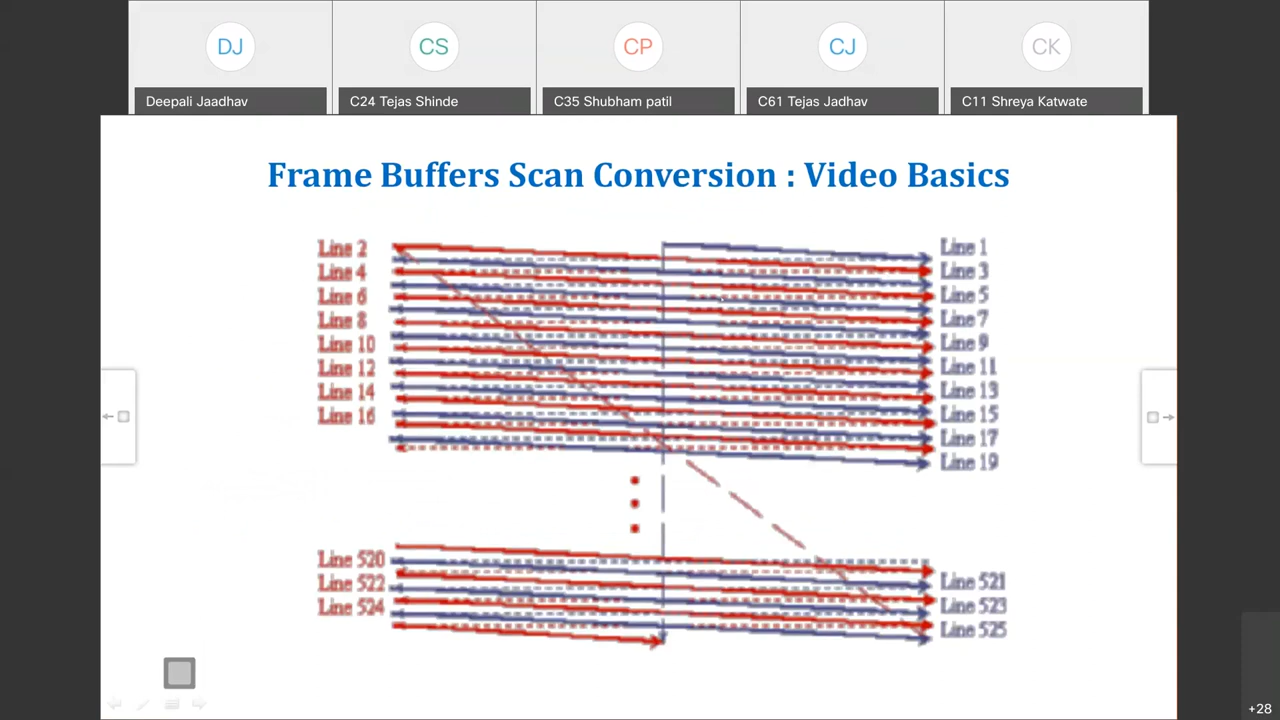 DJ
CS
CP
CJ
CK
Deepali Jaadhav
C24 Tejas Shinde
C35 Shubham patil
C61 Tejas Jadhav
C11 Shreya Katwate
Frame Buffers Scan Conversion : Video Basics
Line 2
Line 4
Line 6
Line 8
Line 10
Line 12
Line 14
Line 16
Line 1
Line 3
Line 5
Line 7
Line 9
Line 11
Line 13
Line 15
Line 17
Line 19
Line 520
Line 522
Line 524
Line 521
Line 523
Line 525
+28